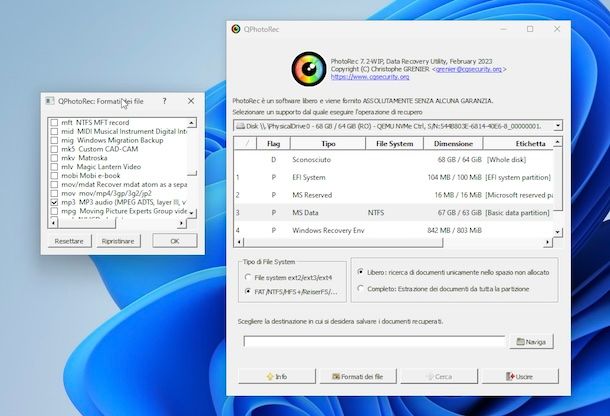 QPhotoRec
PhotoRec 7.2-WIP, Data Recovery Utility, February 2023
Copyright (C) Christophe GRENIER <grenier@cgsecurity.org>
https://www.cgsecurity.org
PhotoRec è un software libero e viene fornito ASSOLUTAMENTE SENZA ALCUNA GARANZIA.
Selezionare un supporto dal quale eseguire l'operazione di recupero
Disk \\.\PhysicalDrive0 - 68 GB / 64 GiB (RO) - QEMU NVMe Ctrl, S/N:544B803E-6814-40E6-8_00000001.
Flag Tipo File System Dimensione Etichetta
D Sconosciuto 68 GB / 64 GiB [Whole disk]
1 P EFI System 104 MB / 100 MiB [EFI system partition]
2 P MS Reserved 16 MB / 16 MiB [Microsoft reserved pa
3 P MS Data NTFS 67 GB / 63 GiB [Basic data partition]
4 P Windows Recovery Env 842 MB / 803 MiB
Tipo di File System
File system ext2/ext3/ext4
FAT/NTFS/HFS+/ReiserFS/...
Libero: ricerca di documenti unicamente nello spazio non allocato
Completo: Estrazione dei documenti da tutta la partizione
Scegliere la destinazione in cui si desidera salvare i documenti recuperati.
Naviga
Info
Formati dei file
Cerca
Uscire
QPhotoRec: Formati dei file ?
mft NTFS MFT record
mid MIDI Musical Instrument Digital Inte
mig Windows Migration Backup
mk5 Custom CAD-CAM
mkv Matroska
mlv Magic Lantern Video
mobi Mobi e-book
mov/mdat Recover mdat atom as a sepa
mov mov/mp4/3gp/3g2/jp2
mp3 MP3 audio (MPEG ADTS, layer III, v
mpg Moving Picture Experts Group video
Resettare
Ripristinare
OK